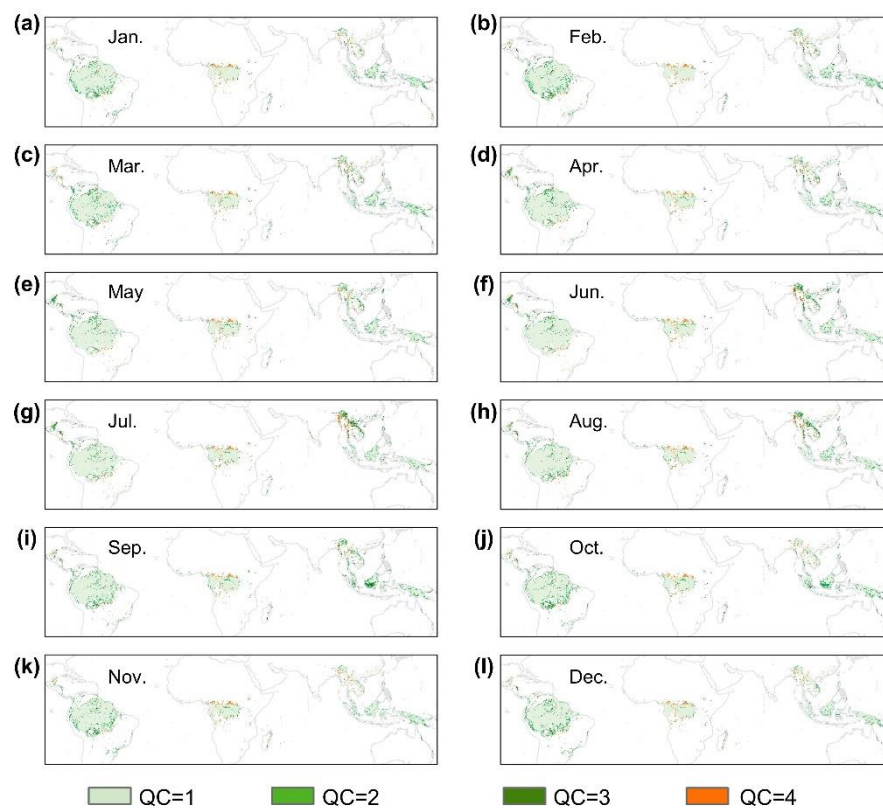 (a) Jan.
(b) Feb.
(c) Mar.
(d) Apr.
(e) May
(f) Jun.
(g) Jul.
(h) Aug.
(i) Sep.
(j) Oct.
(k) Nov.
(l) Dec.
QC=1 QC=2 QC=3 QC=4